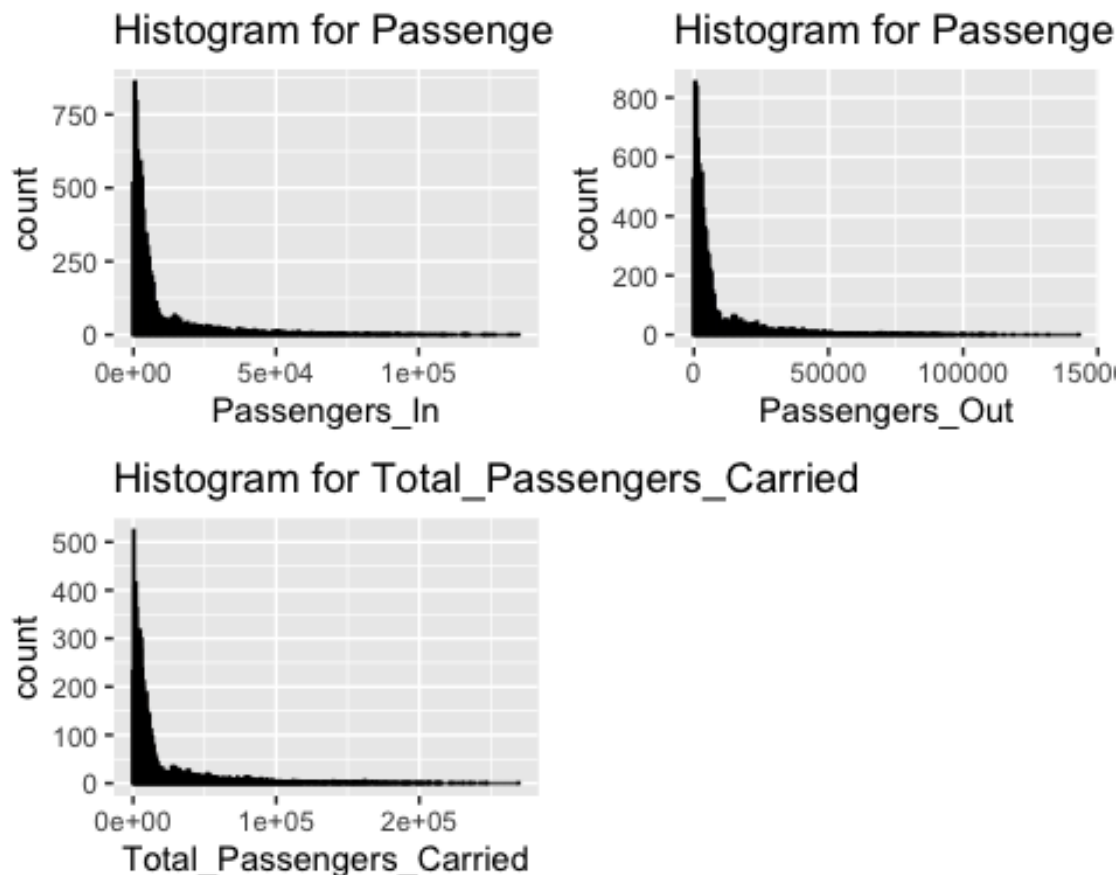 Histogram for Passenge
750
500
250
0
count
0e+00 5e+04 1e+05
Passengers_In
Histogram for Passenge
800
600
400
200
0
count
0 50000 100000 15000
Passengers_Out
Histogram for Total_Passengers_Carried
500
400
300
200
100
0
count
0e+00 1e+05 2e+05
Total_Passengers_Carried